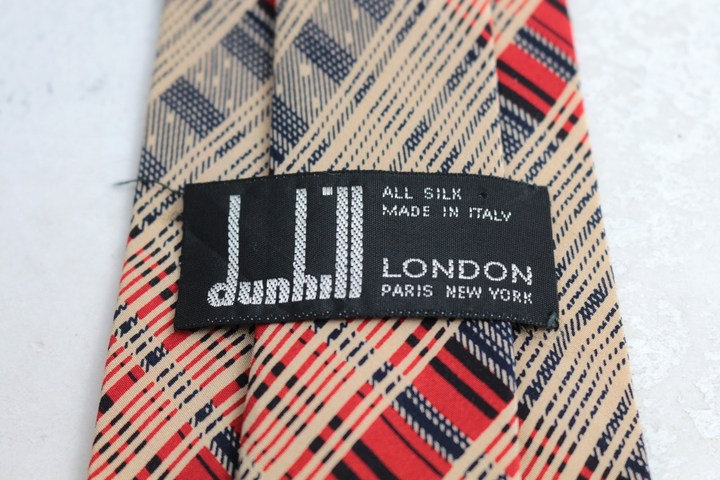 dunhill
ALL SILK
MADE IN ITALY
LONDON
PARIS NEW YORK